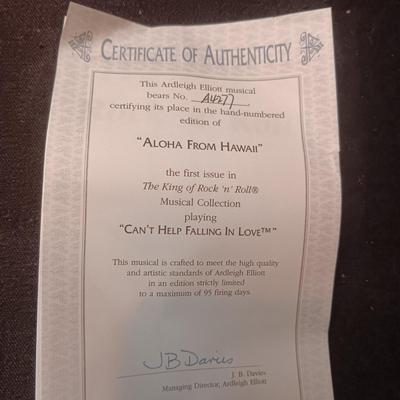 CERTIFICATE OF AUTHENTICITY
This Ardleigh Elliott musical
bears No. A4277,
certifying its place in the hand-numbered
edition of
"ALOHA FROM HAWAII"
the first issue in
The King of Rock 'n' Roll®
Musical Collection
playing
"CAN'T HELP FALLING IN LOVE™"
This musical is crafted to meet the high quality
and artistic standards of Ardleigh Elliott
in an edition strictly limited
to a maximum of 95 firing days.
JB Davies
J. B. Davies
Managing Director, Ardleigh Elliott